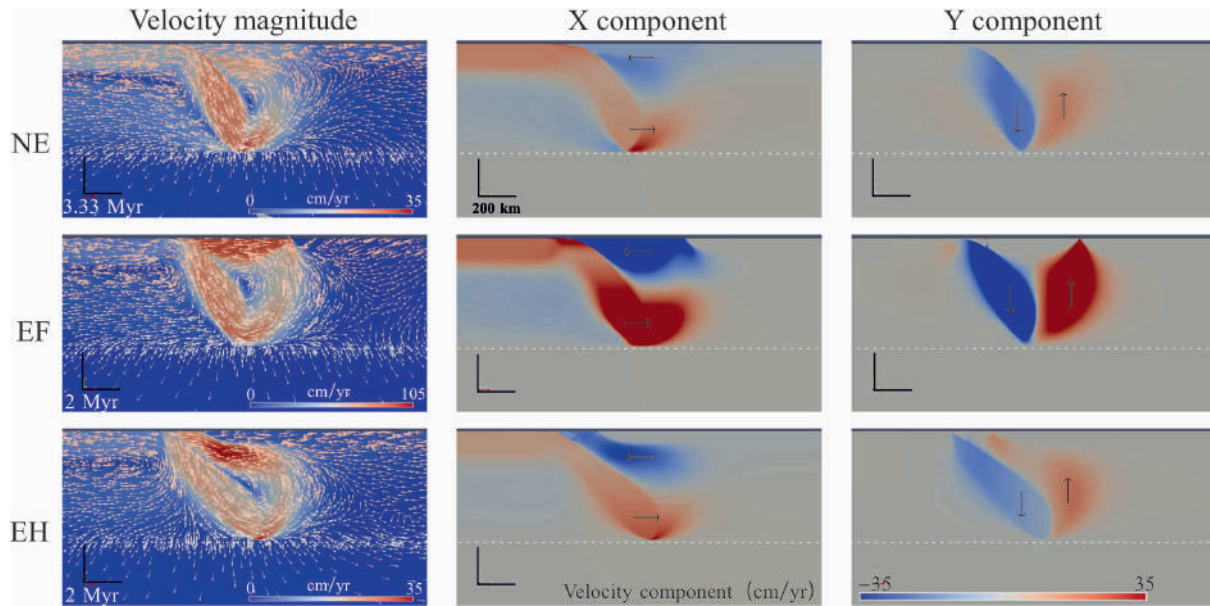 Velocity magnitude X component Y component
NE
3.33 Myr
0 cm/yr 35
200 km
EF
2 Myr
0 cm/yr 105
EH
2 Myr
0 cm/yr 35
Velocity component (cm/yr)
-35 35